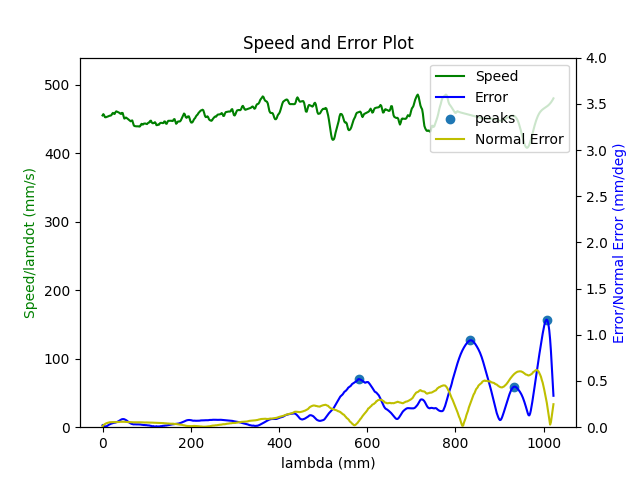 Speed and Error Plot
Speed
Error
peaks
Normal Error
500
400
300
200
100
0
Speed/lamdot (mm/s)
4.0
3.5
3.0
2.5
2.0
1.5
1.0
0.5
0.0
Error/Normal Error (mm/deg)
0 200 400 600 800 1000
lambda (mm)